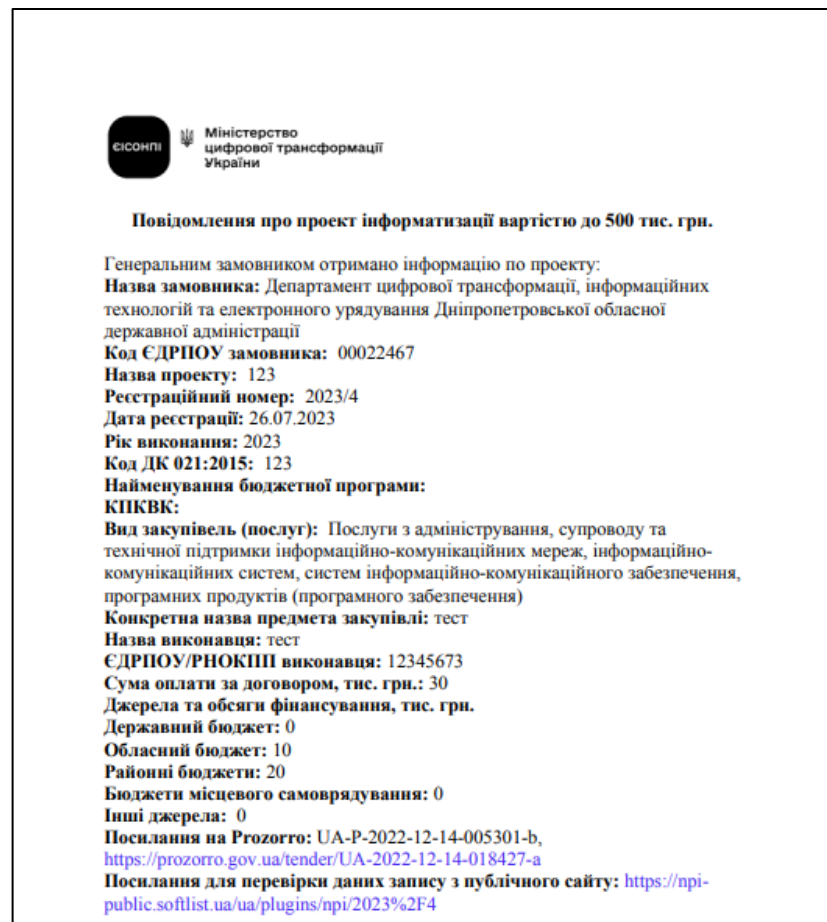 ЄІСОНПІ
Міністерство
цифрової трансформації
України
Повідомлення про проект інформатизації вартістю до 500 тис. грн.
Генеральним замовником отримано інформацію по проекту:
Назва замовника: Департамент цифрової трансформації, інформаційних
технологій та електронного урядування Дніпропетровської обласної
державної адміністрації
Код ЄДРПОУ замовника: 00022467
Назва проекту: 123
Реєстраційний номер: 2023/4
Дата реєстрації: 26.07.2023
Рік виконання: 2023
Код ДК 021:2015: 123
Найменування бюджетної програми:
КПКВК:
Вид закупівель (послуг): Послуги з адміністрування, супроводу та
технічної підтримки інформаційно-комунікаційних мереж, інформаційно-
комунікаційних систем, систем інформаційно-комунікаційного забезпечення,
програмних продуктів (програмного забезпечення)
Конкретна назва предмета закупівлі: тест
Назва виконавця: тест
ЄДРПОУ/РНОКПП виконавця: 12345673
Сума оплати за договором, тис. грн.: 30
Джерела та обсяги фінансування, тис. грн.
Державний бюджет: 0
Обласний бюджет: 10
Районні бюджети: 20
Бюджети місцевого самоврядування: 0
Інші джерела: 0
Посилання на Prozorro: UA-P-2022-12-14-005301-b,
https://prozorro.gov.ua/tender/UA-2022-12-14-018427-a
Посилання для перевірки даних запису з публічного сайту: https://npi-
public.softlist.ua/ua/plugins/npi/2023%2F4